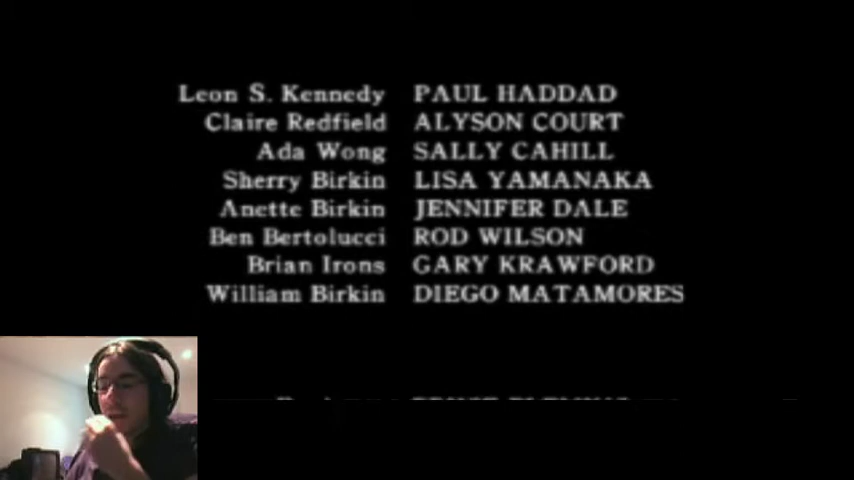 Leon S. Kennedy PAUL HADDAD
Claire Redfield ALYSON COURT
Ada Wong SALLY CAHILL
Sherry Birkin LISA YAMANAKA
Anette Birkin JENNIFER DALE
Ben Bertolucci ROD WILSON
Brian Irons GARY KRAWFORD
William Birkin DIEGO MATAMORES